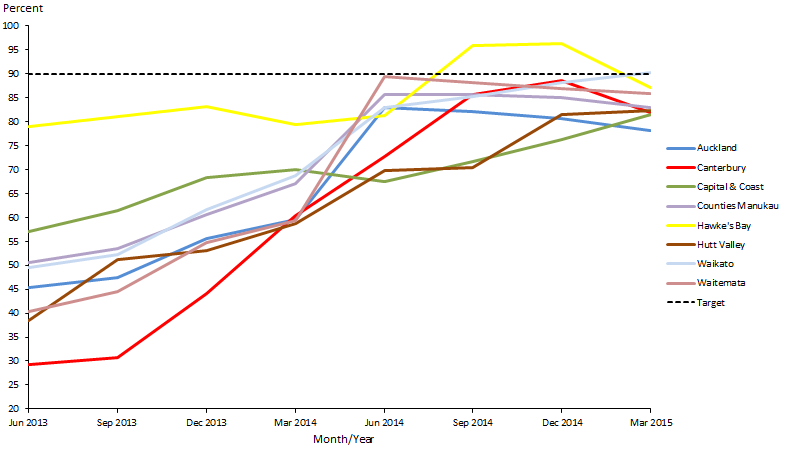 Percent
100
95
90
85
80
75
70
65
60
55
50
45
40
35
30
25
20
Jun 2013 Sep 2013 Dec 2013 Mar 2014 Jun 2014 Sep 2014 Dec 2014 Mar 2015
Month/Year
Auckland
Canterbury
Capital & Coast
Counties Manukau
Hawke's Bay
Hutt Valley
Waikato
Waitemata
Target